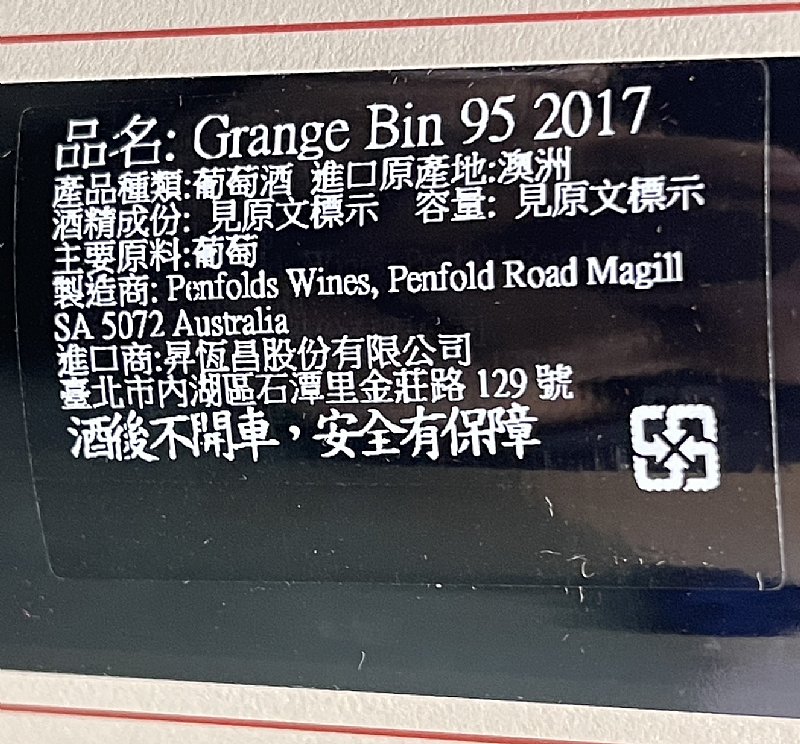 品名: Grange Bin 95 2017
產品種類:葡萄酒 進口原產地:澳洲
酒精成份: 見原文標示 容量: 見原文標示
主要原料:葡萄
製造商: Penfolds Wines, Penfold Road Magill
SA 5072 Australia
進口商:昇恆昌股份有限公司
臺北市內湖區石潭里金莊路 129 號
酒後不開車，安全有保障